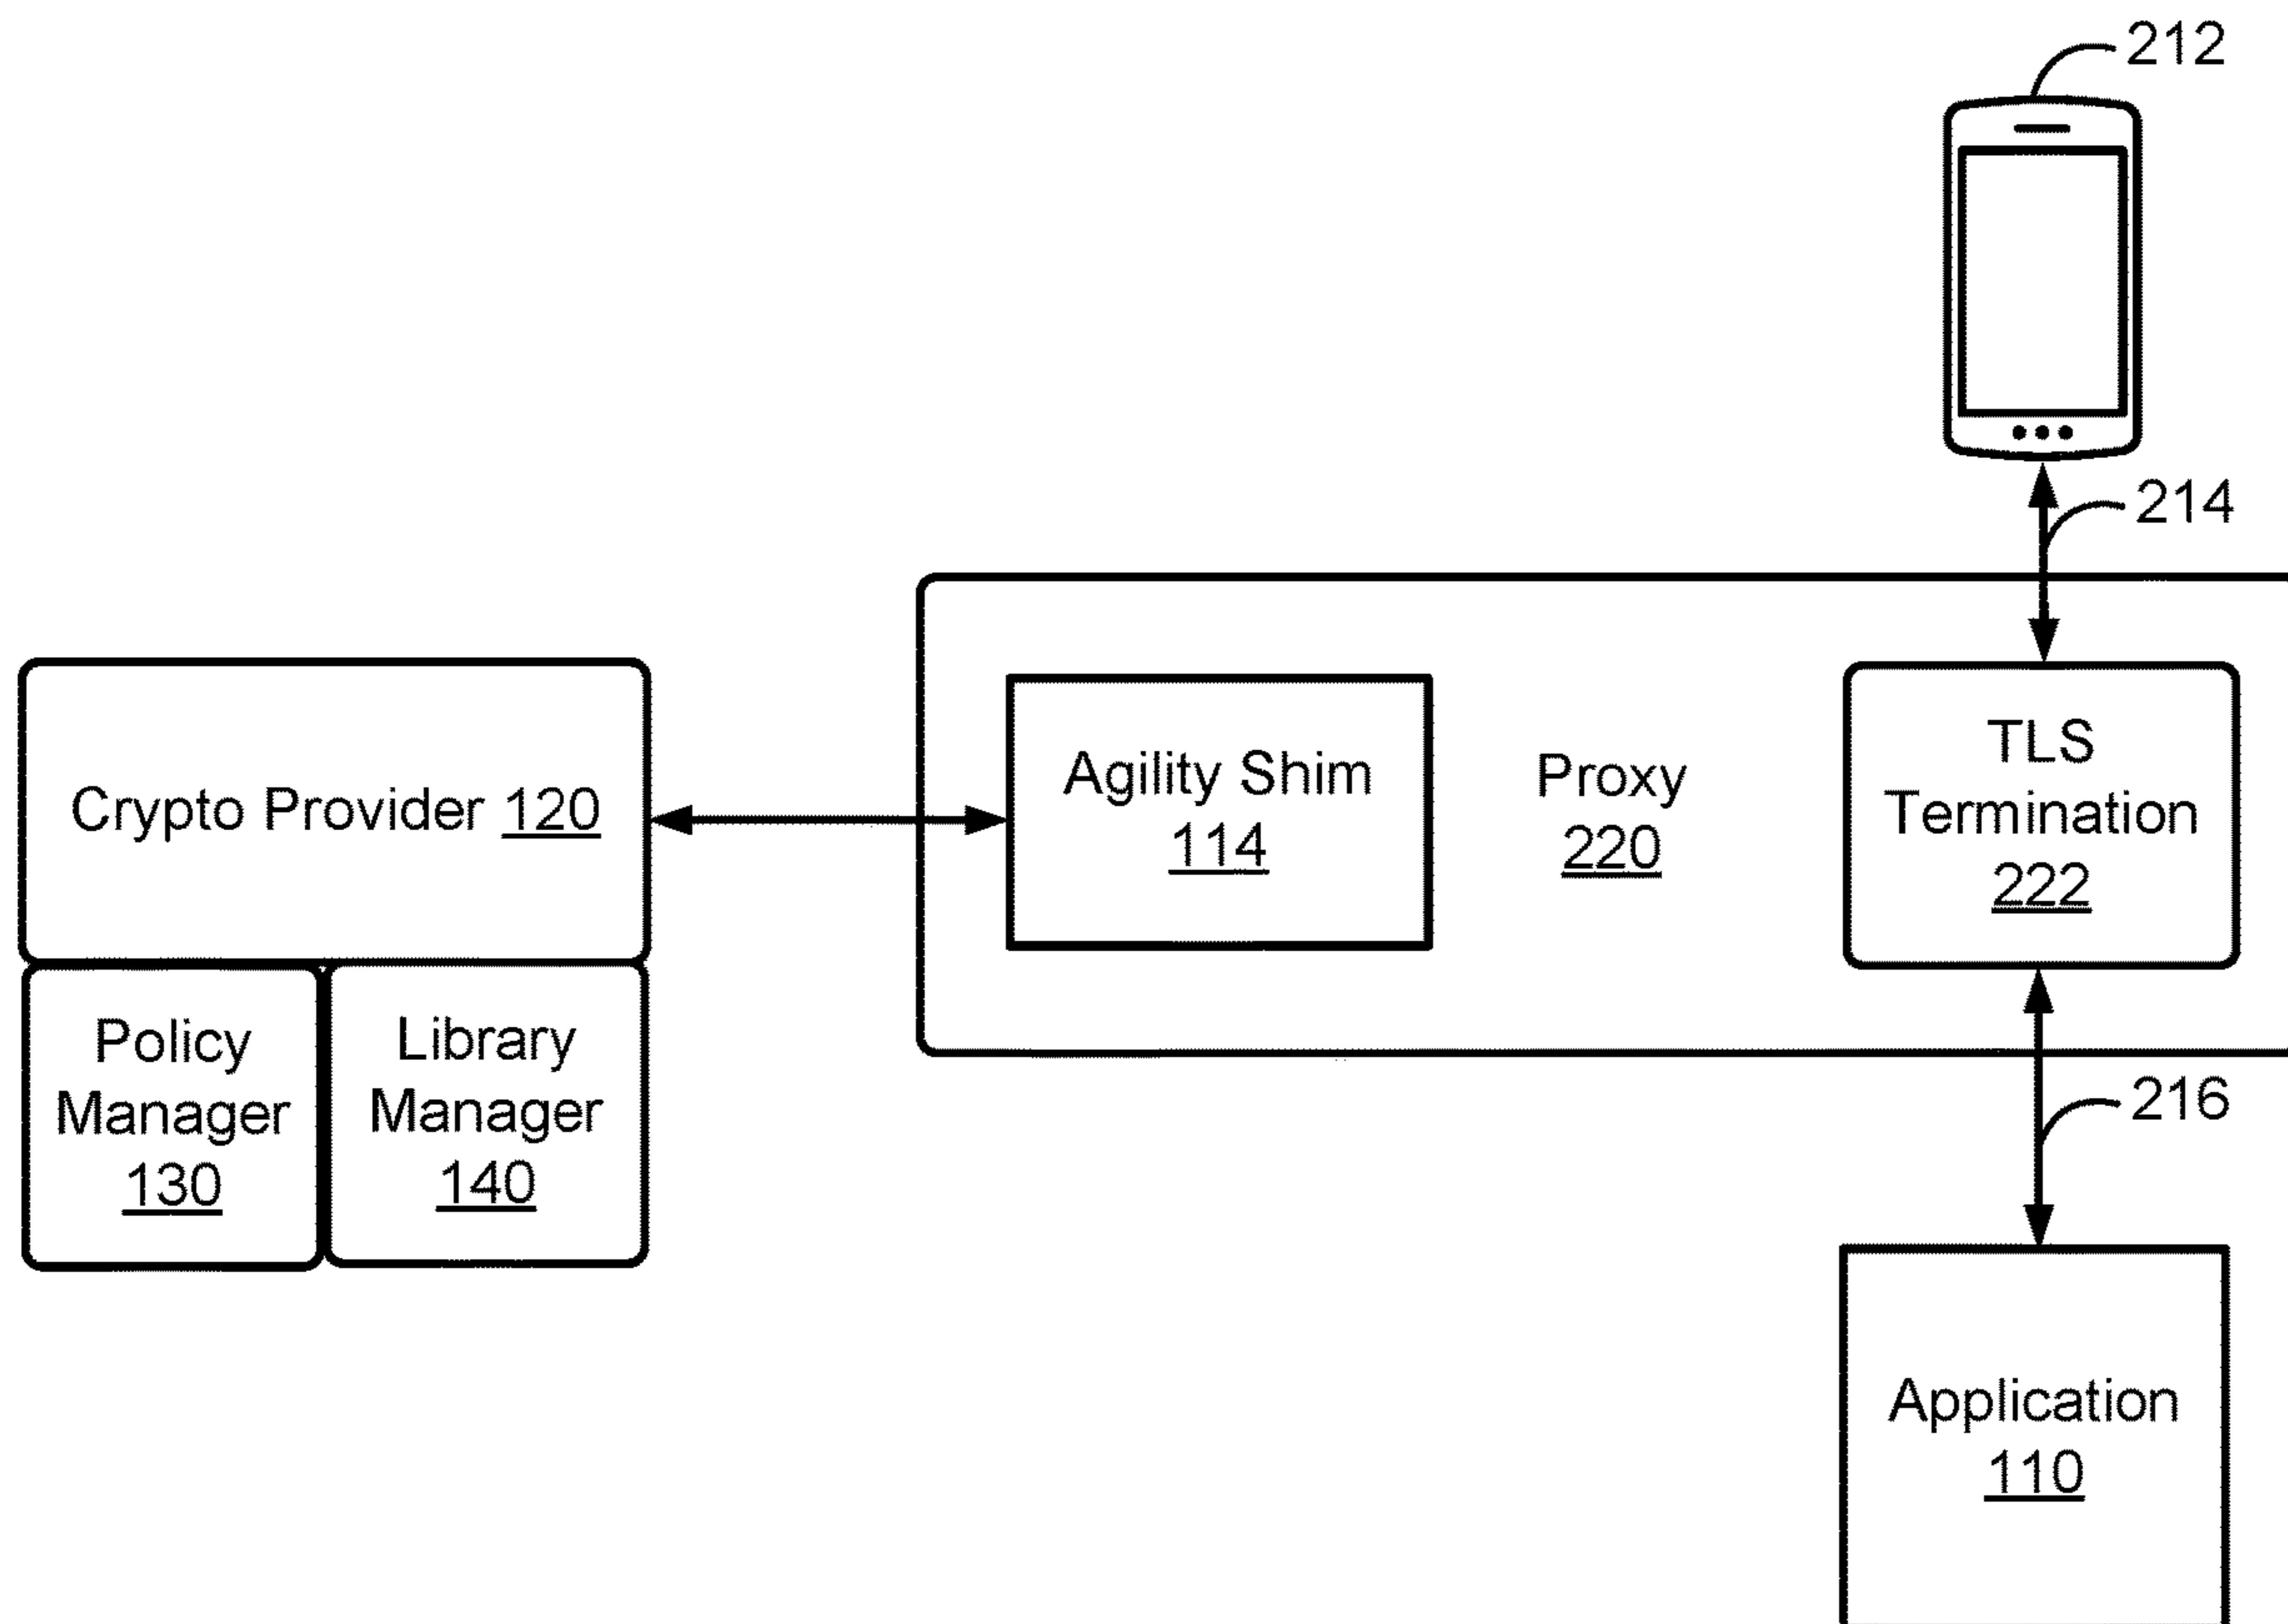 212
214
Crypto Provider 120
Policy
Manager
130
Library
Manager
140
Agility Shim
114
Proxy
220
TLS
Termination
222
216
Application
110